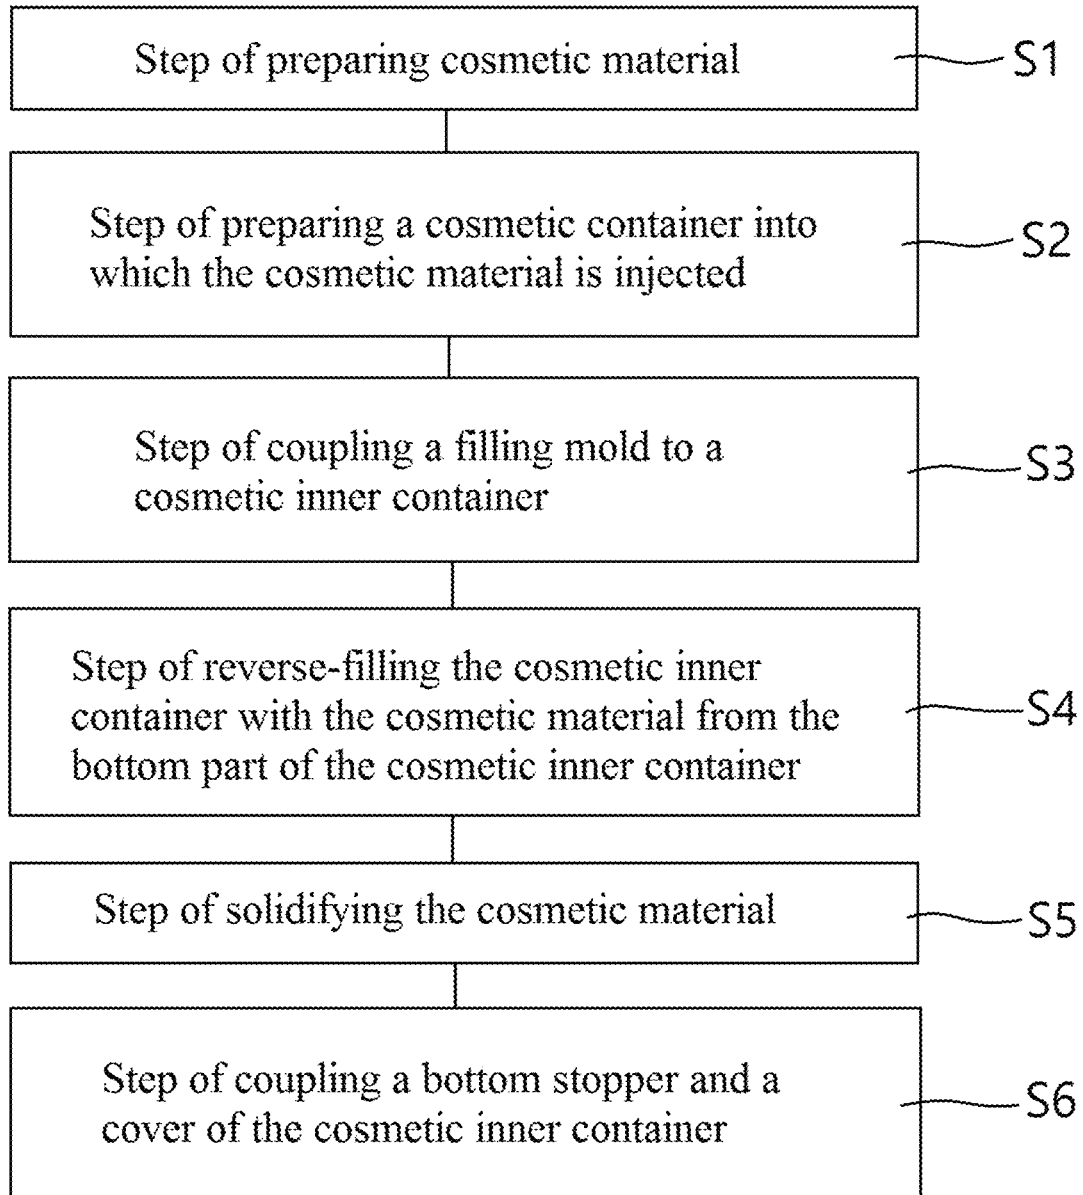 Step of preparing cosmetic material
S1
Step of preparing a cosmetic container into
which the cosmetic material is injected
S2
Step of coupling a filling mold to a
cosmetic inner container
S3
Step of reverse-filling the cosmetic inner
container with the cosmetic material from the
bottom part of the cosmetic inner container
S4
Step of solidifying the cosmetic material
S5
Step of coupling a bottom stopper and a
cover of the cosmetic inner container
S6